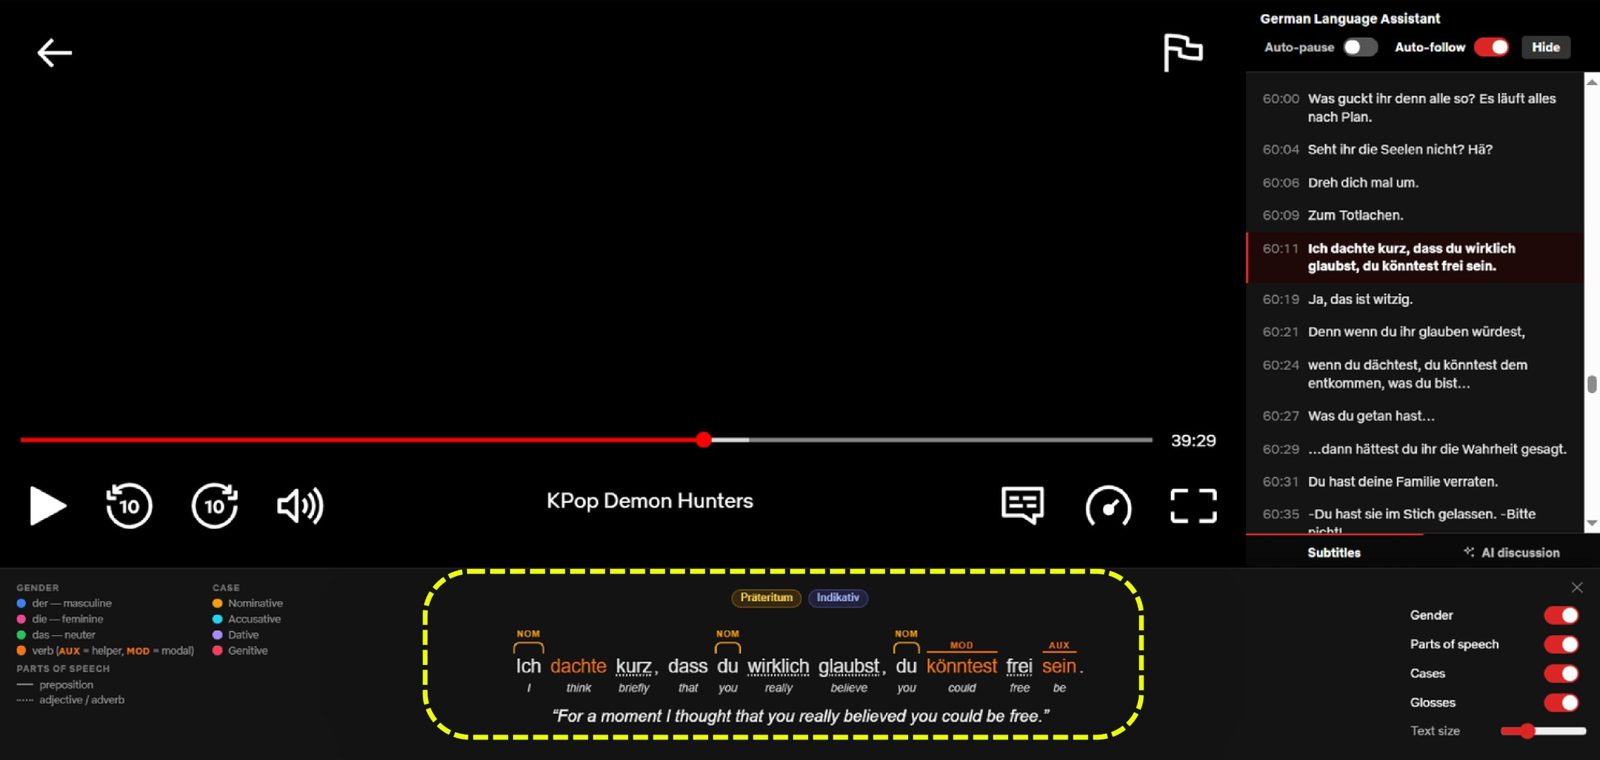 German Language Assistant
Auto-pause Auto-follow Hide
60:00 Was guckt ihr denn alle so? Es läuft alles
nach Plan.
60:04 Seht ihr die Seelen nicht? Hä?
60:06 Dreh dich mal um.
60:09 Zum Totlachen.
60:11 Ich dachte kurz, dass du wirklich
glaubst, du könntest frei sein.
60:19 Ja, das ist witzig.
60:21 Denn wenn du ihr glauben würdest,
60:24 wenn du dächtest, du könntest dem
entkommen, was du bist...
60:27 Was du getan hast...
60:29 ...dann hättest du ihr die Wahrheit gesagt.
60:31 Du hast deine Familie verraten.
60:35 -Du hast sie im Stich gelassen. -Bitte
nicht!
Subtitles AI discussion
39:29
10 10
KPop Demon Hunters
GENDER
der — masculine
die — feminine
das — neuter
verb (AUX = helper, MOD = modal)
PARTS OF SPEECH
preposition
adjective / adverb
CASE
Nominative
Accusative
Dative
Genitive
Präteritum Indikativ
NOM NOM NOM MOD AUX
Ich dachte kurz, dass du wirklich glaubst, du könntest frei sein.
I think briefly that you really believe you could free be
“For a moment I thought that you really believed you could be free.”
Gender
Parts of speech
Cases
Glosses
Text size